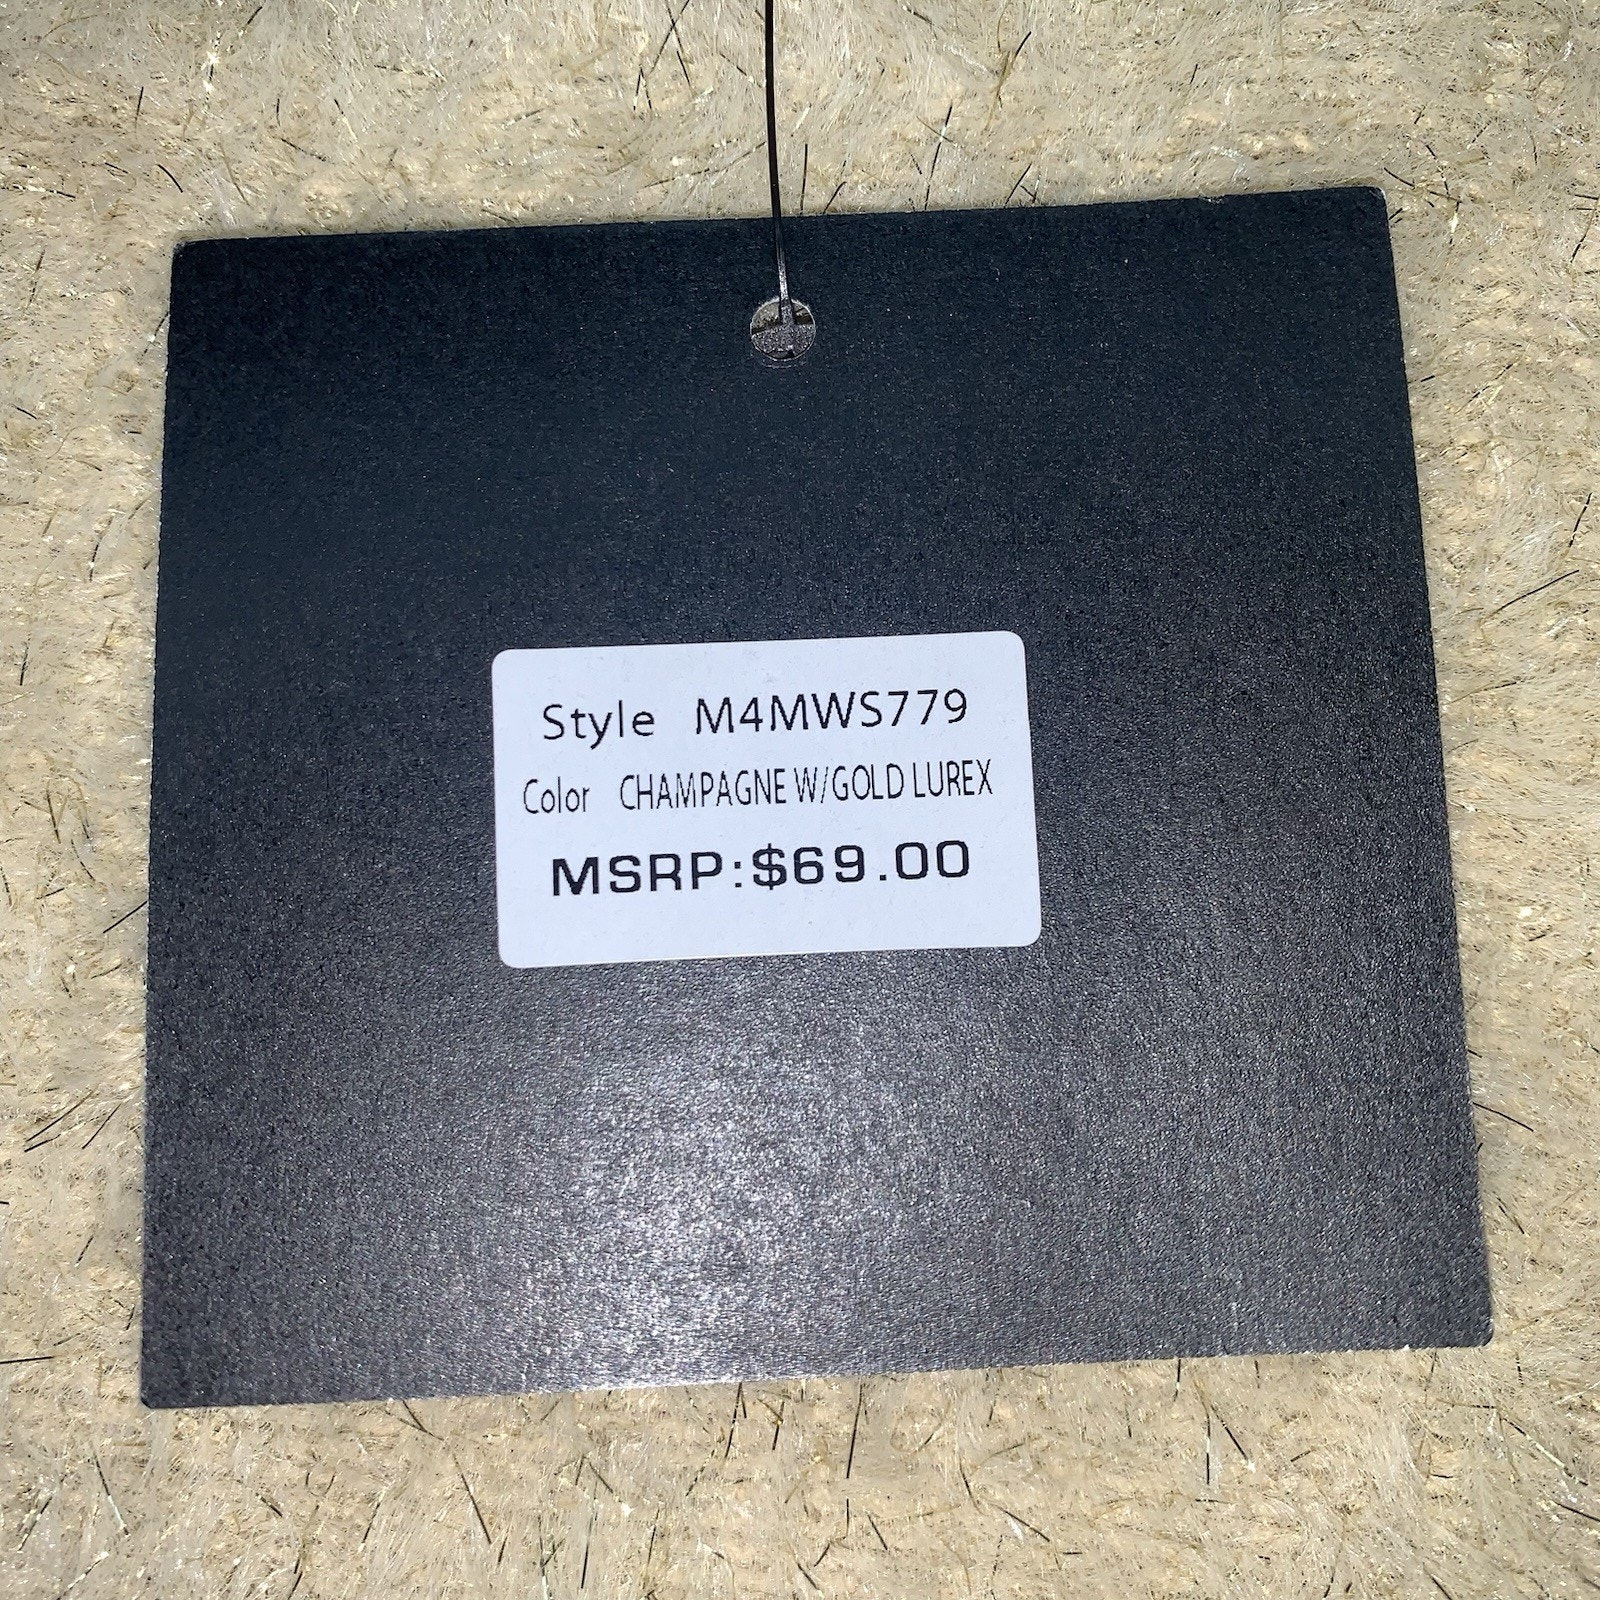 Style M4MWS779
Color CHAMPAGNE W/GOLD LUREX
MSRP:$69.00